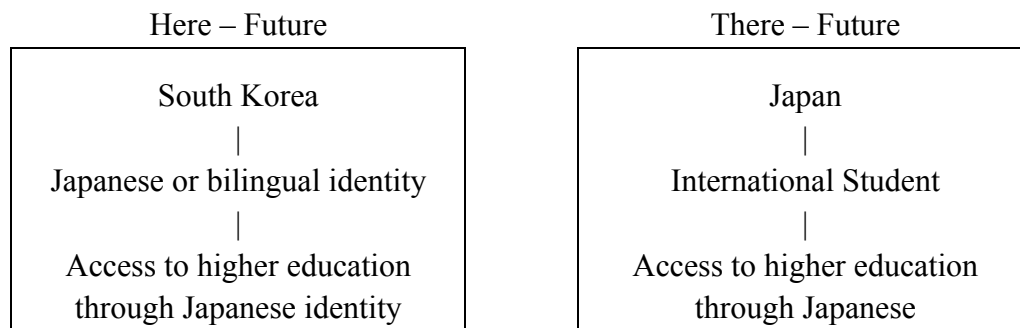 Here – Future
South Korea
|
Japanese or bilingual identity
|
Access to higher education
through Japanese identity
There – Future
Japan
|
International Student
|
Access to higher education
through Japanese